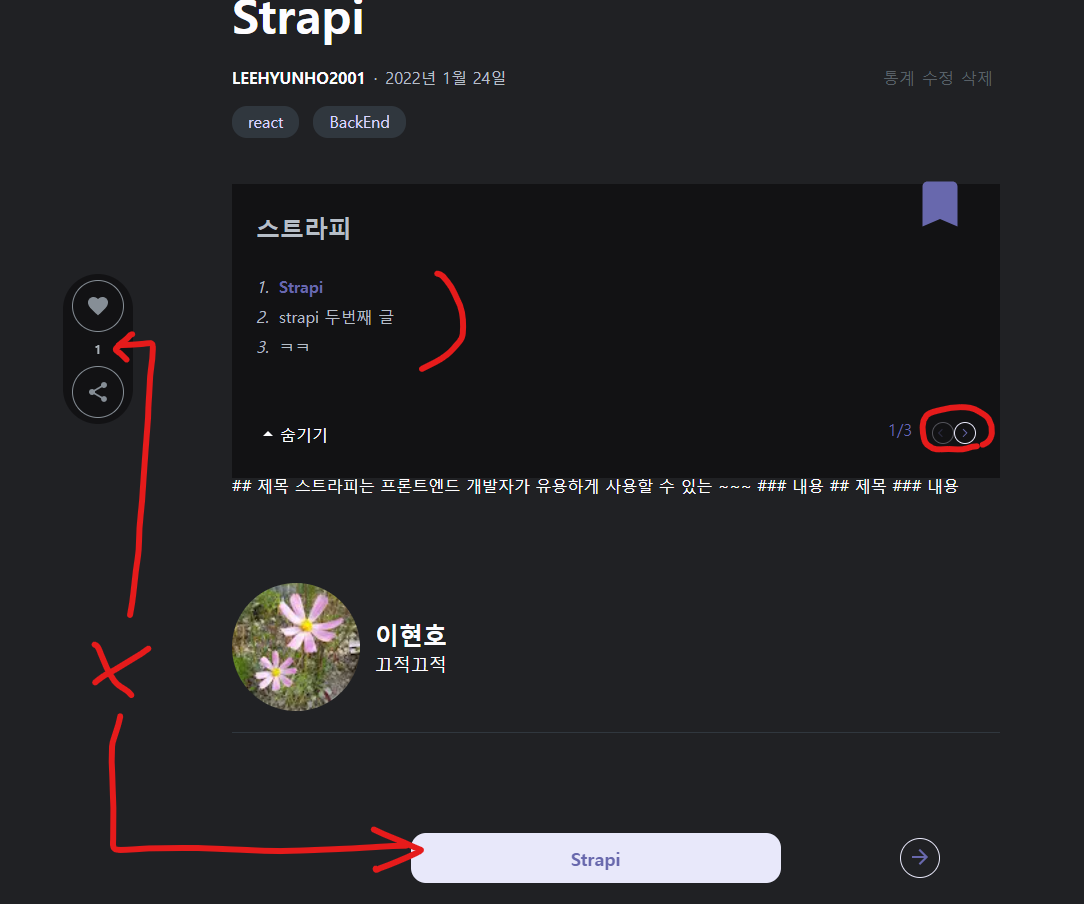 Strapi
LEEHYUNHO2001 · 2022년 1월 24일
통계 수정 삭제
react
BackEnd
스트라피
1. Strapi
2. strapi 두번째 글
3. ㅋㅋ
1
숨기기
1/3
## 제목 스트라피는 프론트엔드 개발자가 유용하게 사용할 수 있는 ~~~ ### 내용 ## 제목 ### 내용
이현호
끄적끄적
Strapi